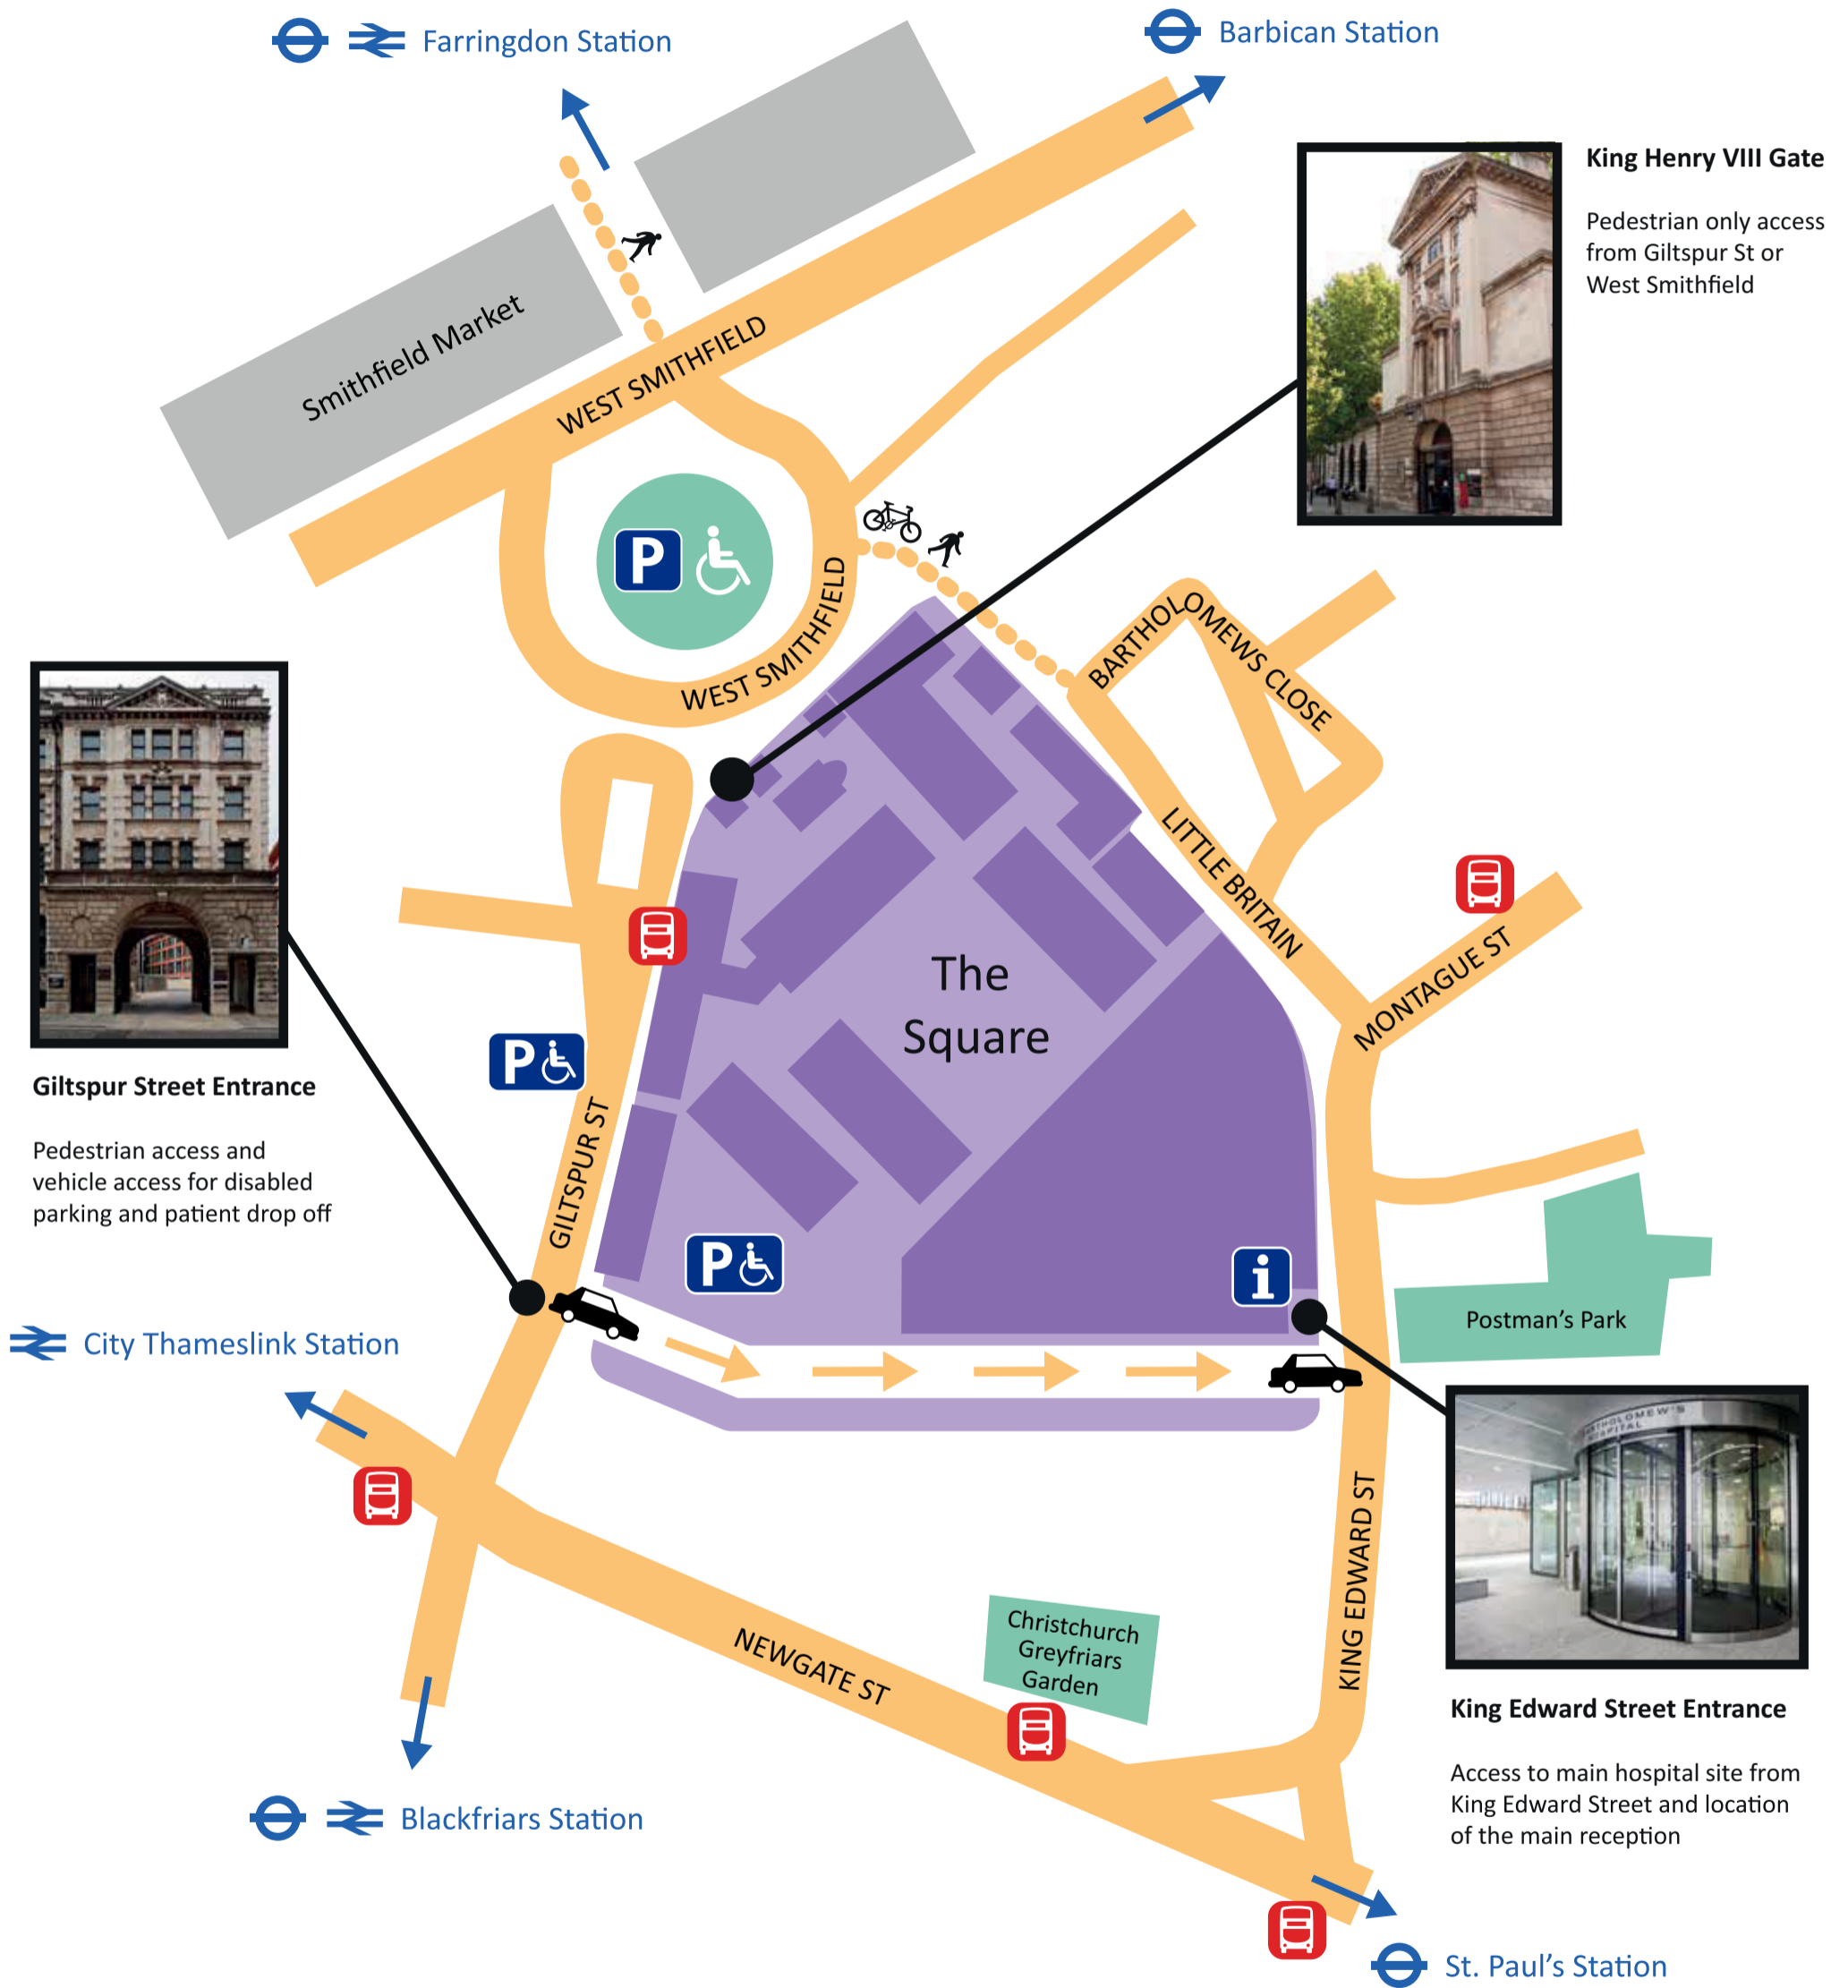 Farringdon Station
Barbican Station
King Henry VIII Gate
Pedestrian only access
from Giltspur St or
West Smithfield
Smithfield Market
WEST SMITHFIELD
P
WEST SMITHFIELD
BARTHOLOMEWS CLOSE
LITTLE BRITAIN
MONTAGUE ST
The
Square
P
GILTSPUR ST
Giltspur Street Entrance
Pedestrian access and
vehicle access for disabled
parking and patient drop off
P
i
Postman's Park
City Thameslink Station
BARTHOLOMEW'S
HOSPITAL
KING EDWARD ST
Christchurch
Greyfriars
Garden
NEWGATE ST
King Edward Street Entrance
Access to main hospital site from
King Edward Street and location
of the main reception
Blackfriars Station
St. Paul's Station